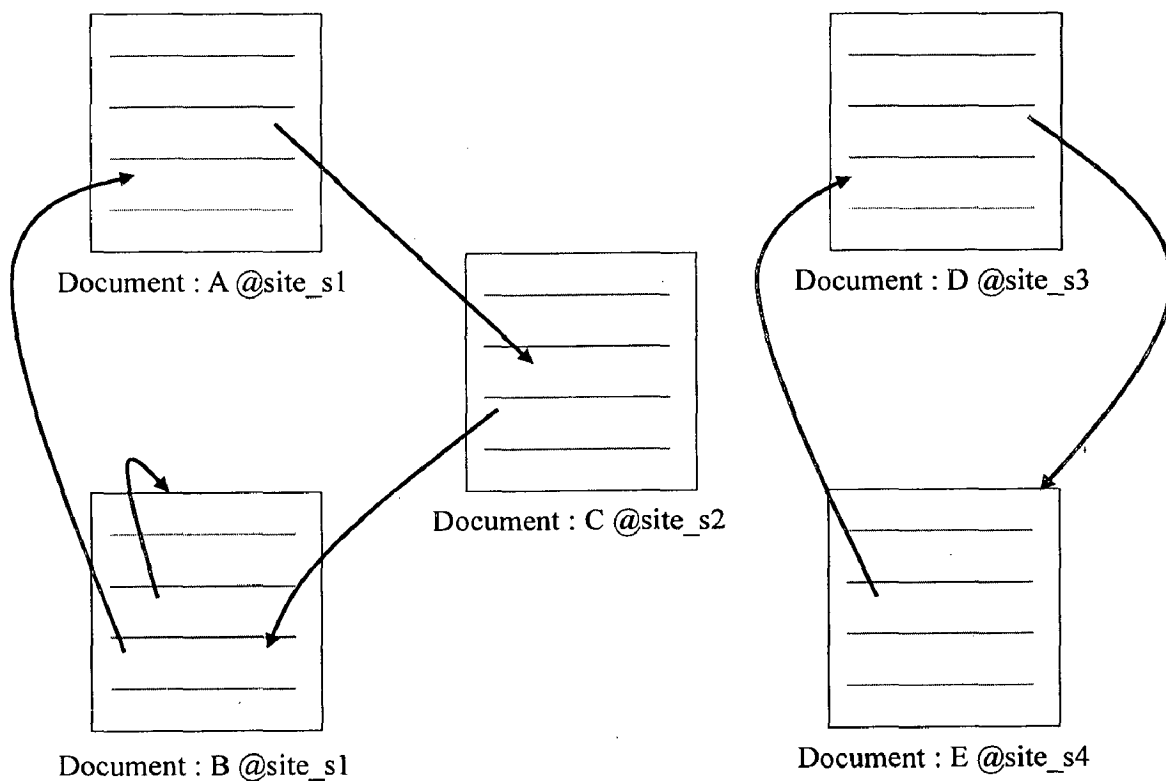 Document : A @site_s1
Document : D @site_s3
Document : C @site_s2
Document : B @site_s1
Document : E @site_s4